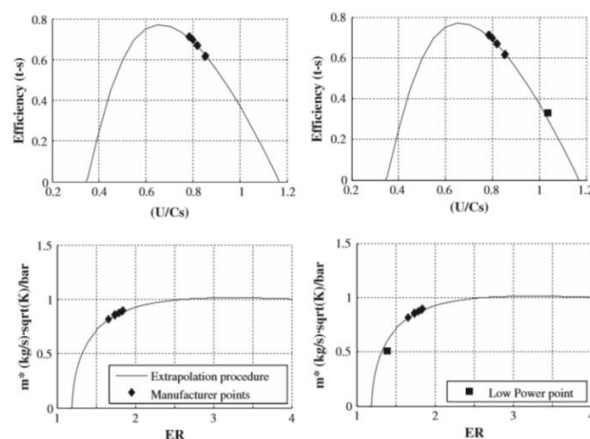 Efficiency (t-s)
0.8
0.6
0.4
0.2
0
0.2 0.4 0.6 0.8 1 1.2
(U/Cs)
Efficiency (t-s)
0.8
0.6
0.4
0.2
0
0.2 0.4 0.6 0.8 1 1.2
(U/Cs)
m* (kg/s)·sqrt(K)/bar
1.5
1
0.5
0
1 2 3 4
ER
Extrapolation procedure
Manufacturer points
m* (kg/s)·sqrt(K)/bar
1.5
1
0.5
0
1 2 3 4
ER
Low Power point